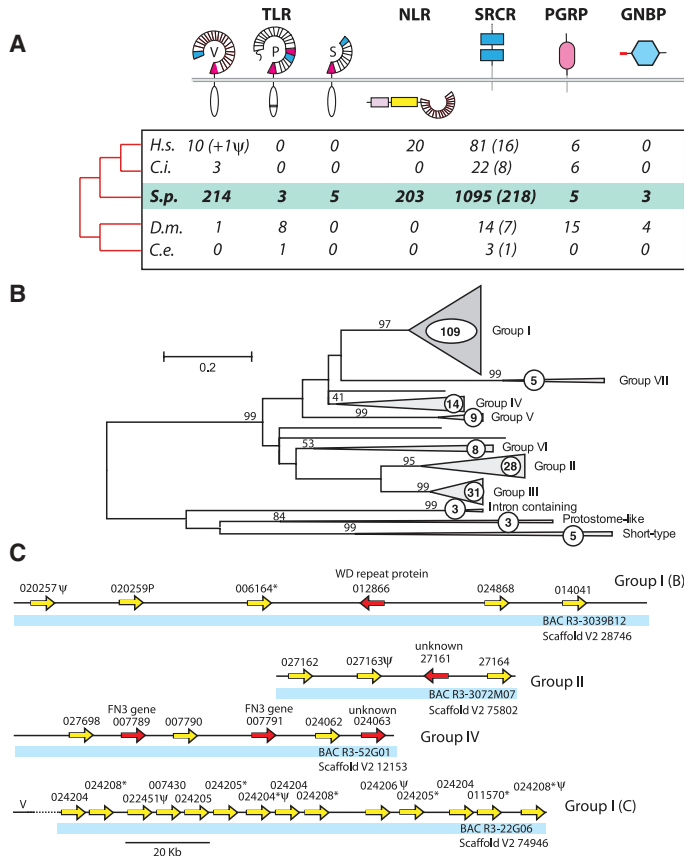 A
TLR NLR SRCR PGRP GNBP
V P S
H.s. 10 (+1ψ) 0 0 20 81 (16) 6 0
C.i. 3 0 0 0 22 (8) 6 0
S.p. 214 3 5 203 1095 (218) 5 3
D.m. 1 8 0 0 14 (7) 15 4
C.e. 0 1 0 0 3 (1) 0 0
B
97 109 Group I
0.2
99 5 Group VII
41 14 Group IV
99 99 9 Group V
53 8 Group VI
95 28 Group II
99 31 Group III
3 Intron containing
84 3 Protostome-like
99 5 Short-type
C
WD repeat protein
020257ψ 020259P 006164* 012866 024868 014041
Group I (B)
BAC R3-3039B12
Scaffold V2 28746
unknown
027162 027163ψ 27161 27164
Group II
BAC R3-3072M07
Scaffold V2 75802
FN3 gene FN3 gene unknown
027698 007789 007790 007791 024062 024063
Group IV
BAC R3-52G01
Scaffold V2 12153
024208* 007430 024205* 024204 024206ψ 024204 024208*ψ
V 024204 022451ψ 024205 024204*ψ 024208* 024205* 011570*
Group I (C)
BAC R3-22G06
Scaffold V2 74946
20 Kb